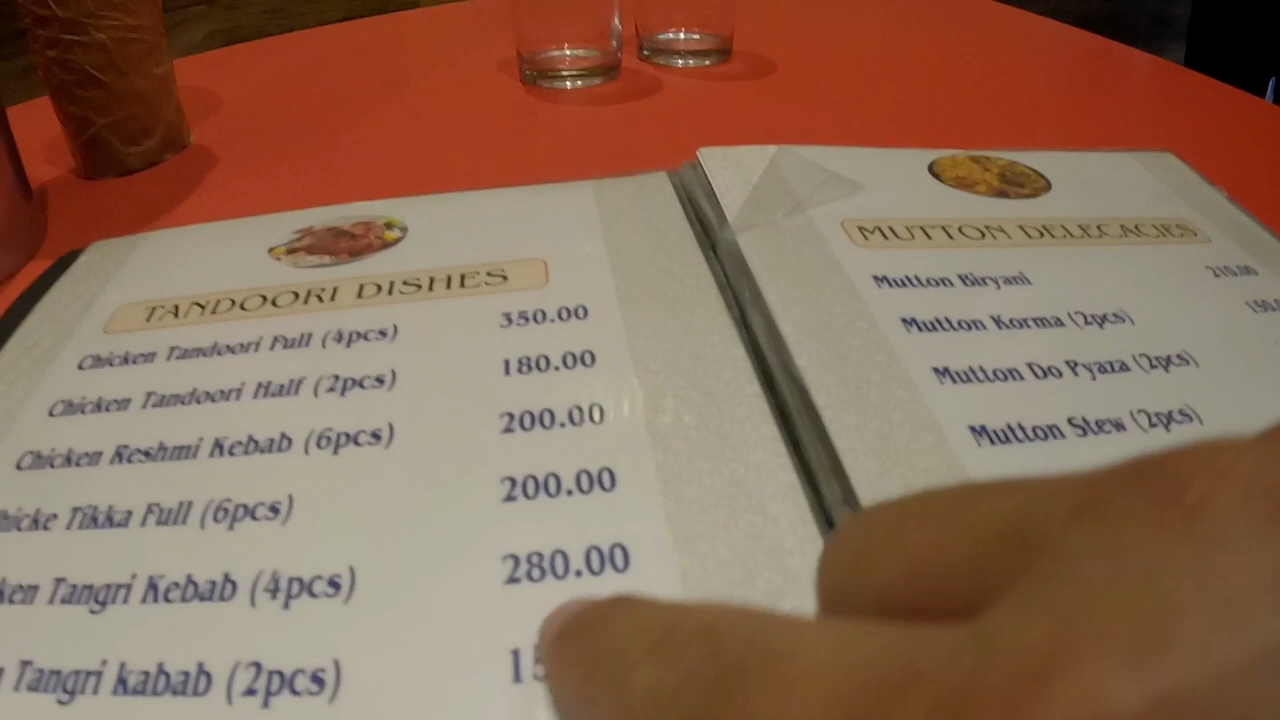 TANDOORI DISHES
Chicken Tandoori Full (4pcs) 350.00
Chicken Tandoori Half (2pcs) 180.00
Chicken Reshmi Kebab (6pcs) 200.00
Tikka Full (6pcs) 200.00
Tangri Kebab (4pcs) 280.00
Tangri kabab (2pcs)
MUTTON DELECACIES
Mutton Biryani 210.00
Mutton Korma (2pcs)
Mutton Do Pyaza (2pcs)
Mutton Stew (2pcs)